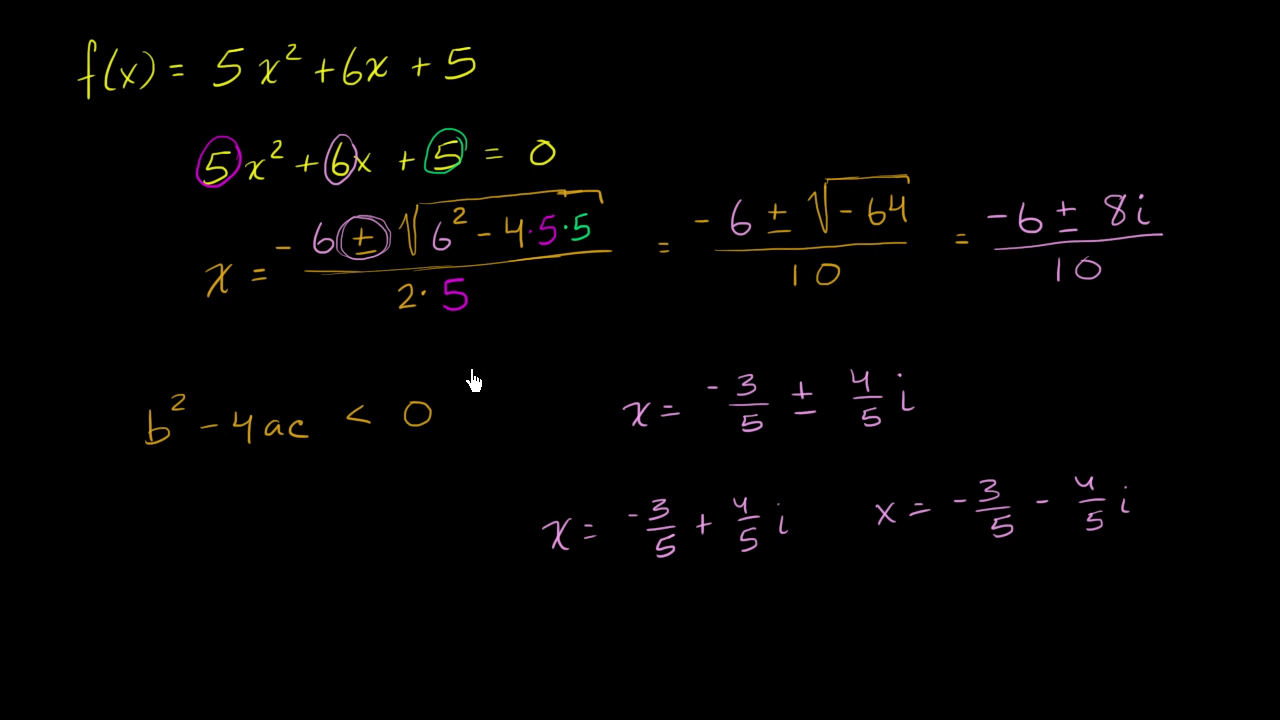 f(x) = 5x² + 6x + 5
5x² + 6x + 5 = 0
x = (-6 ± √(6² - 4·5·5))/(2·5) = (-6 ± √(-64))/10 = (-6 ± 8i)/10
b² - 4ac < 0
x = -3/5 ± 4/5 i
x = -3/5 + 4/5 i    x = -3/5 - 4/5 i